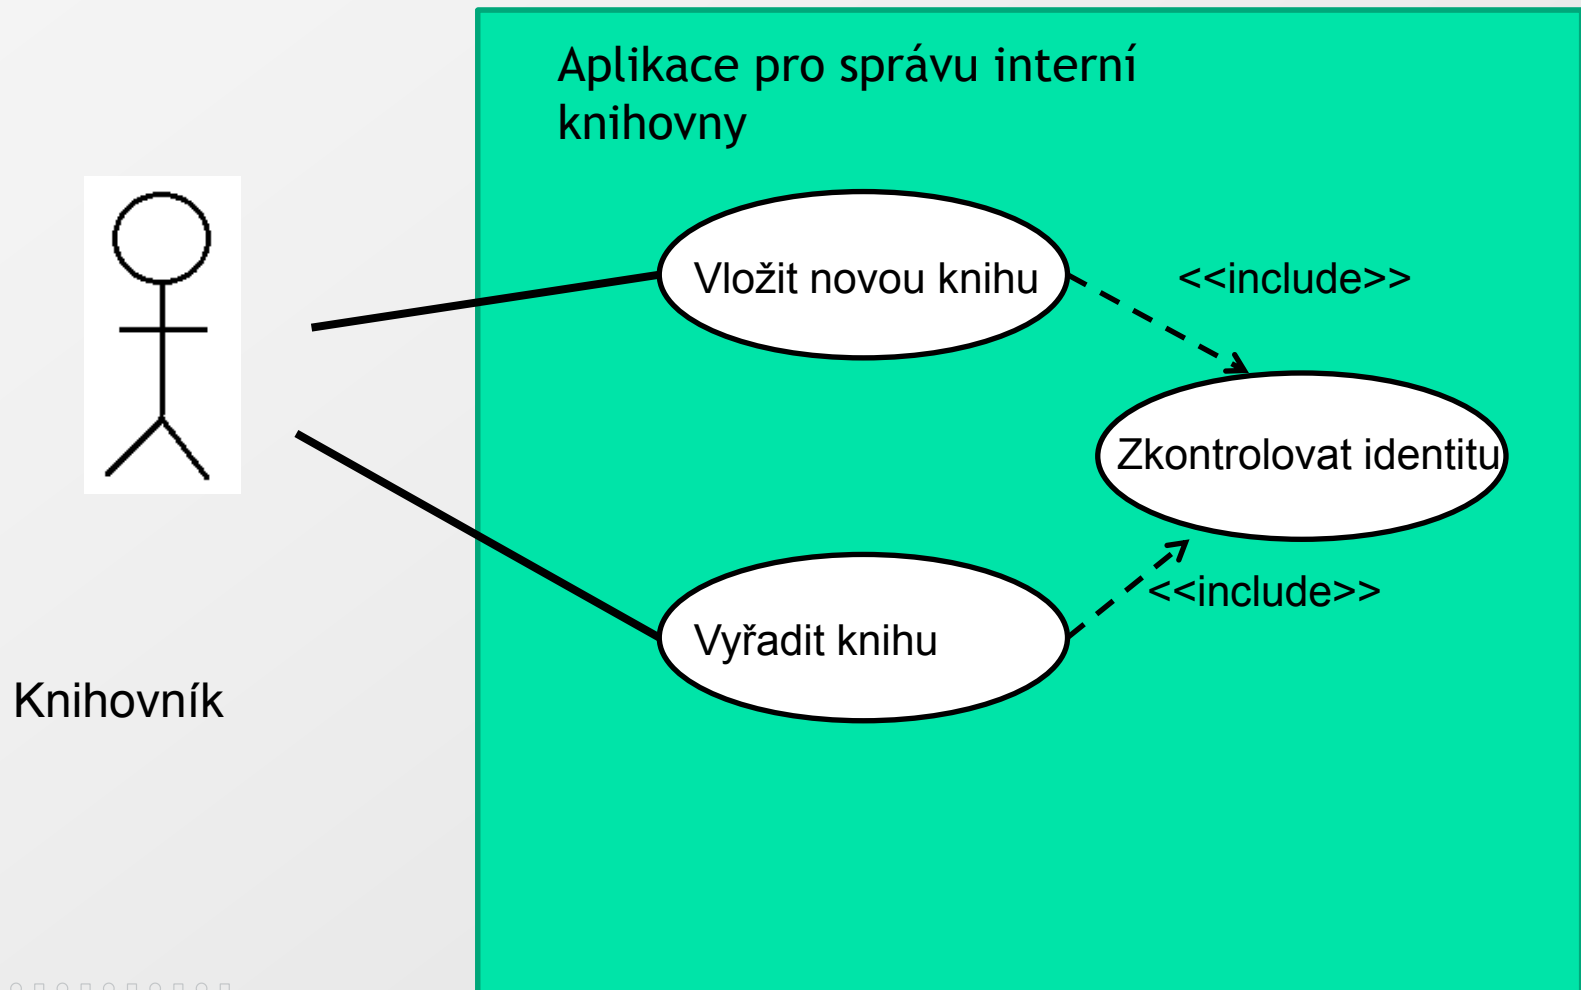 Aplikace pro správu interní
knihovny
Vložit novou knihu
<<include>>
Zkontrolovat identitu
<<include>>
Vyřadit knihu
Knihovník